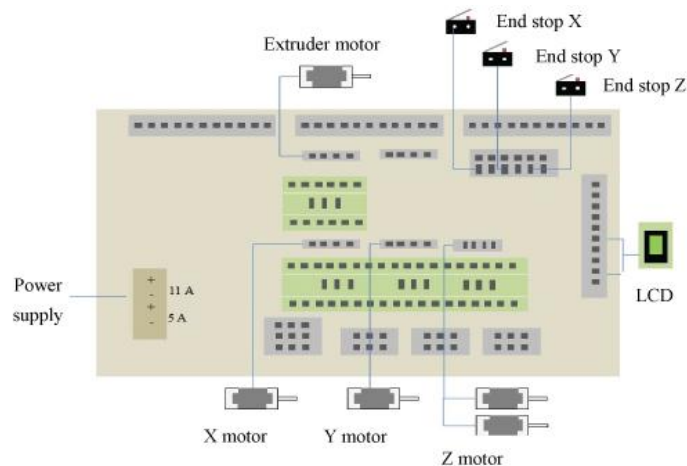 End stop X
Extruder motor
End stop Y
End stop Z
Power
supply
+
-
11 A
+
5 A
-
LCD
X motor
Y motor
Z motor